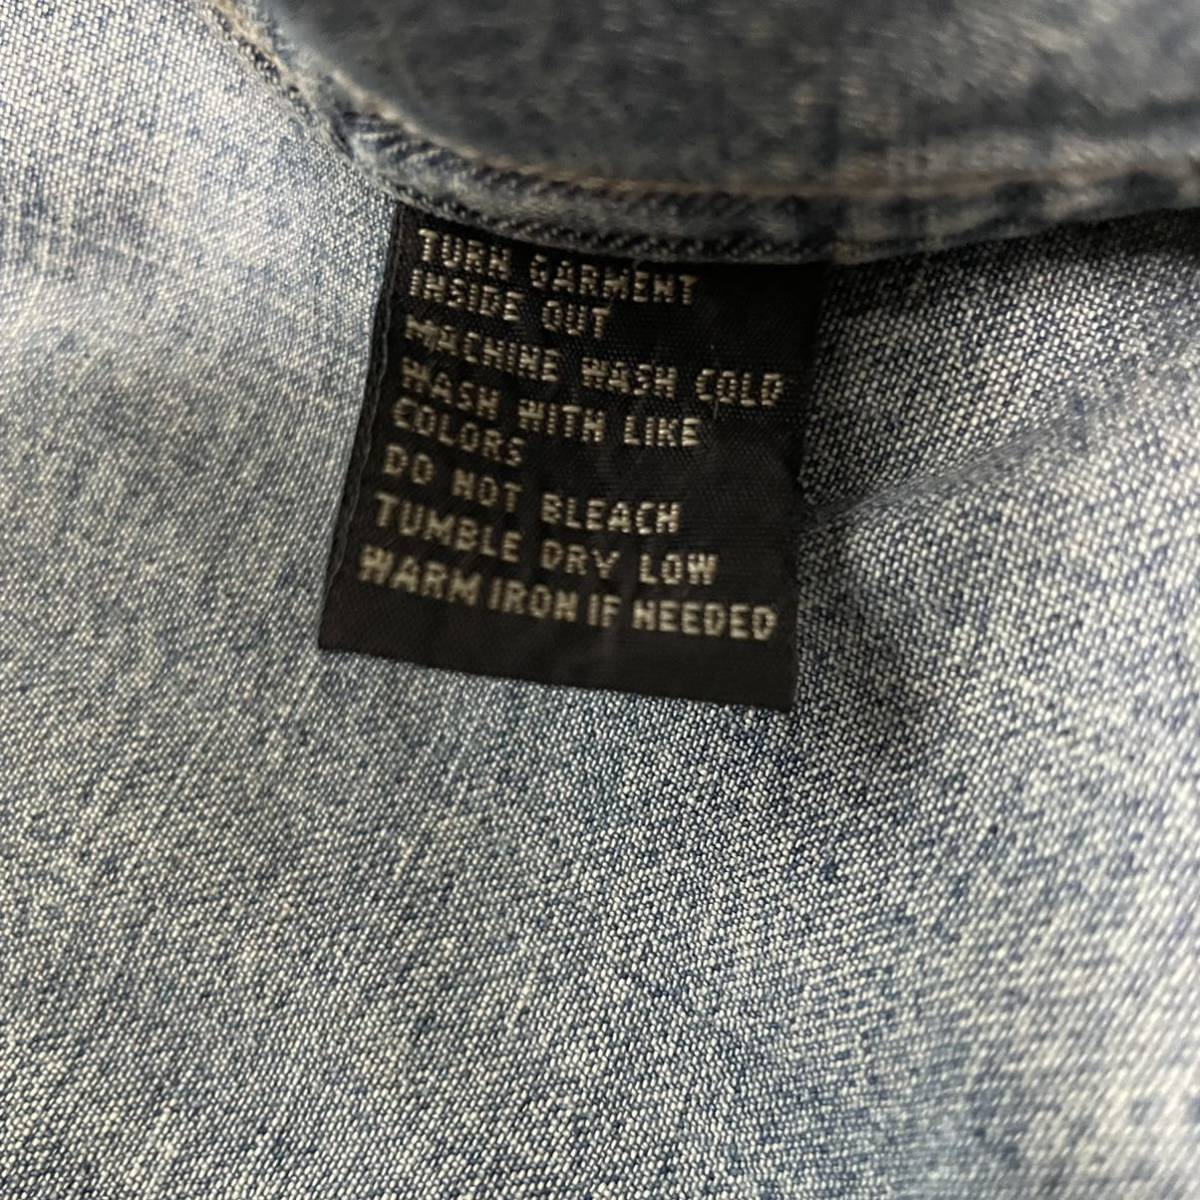 TURN GARMENT
INSIDE OUT
MACHINE WASH COLD
WASH WITH LIKE
COLORS
DO NOT BLEACH
TUMBLE DRY LOW
WARM IRON IF NEEDED